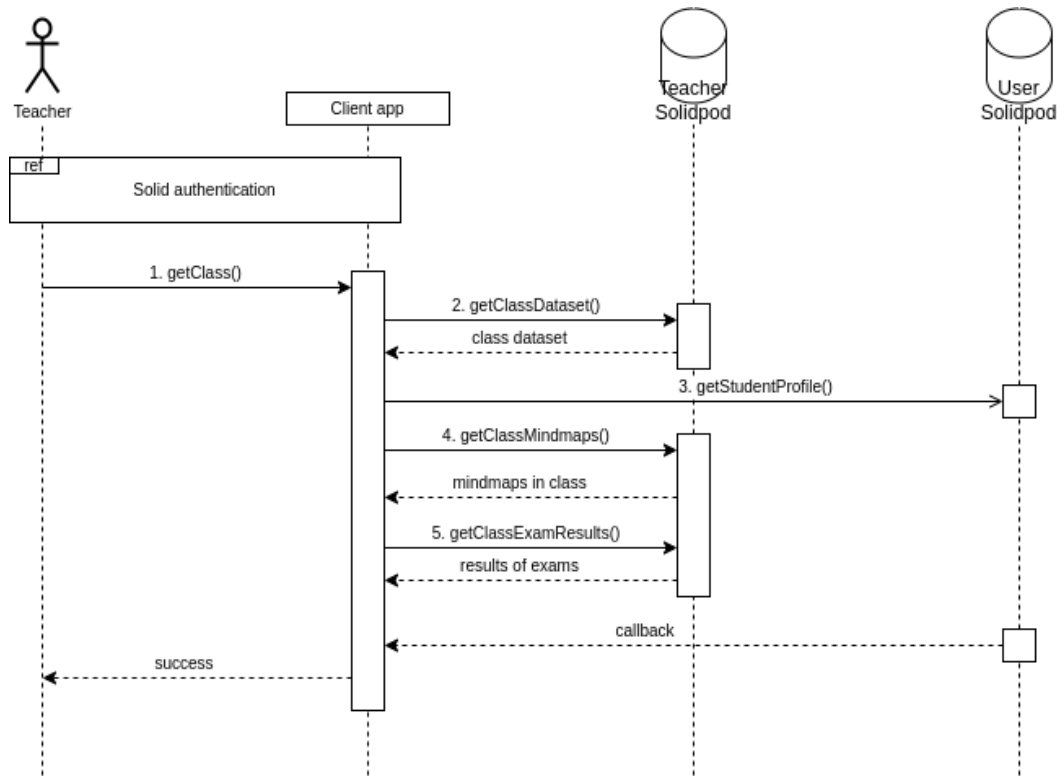 Teacher
Client app
Teacher
Solidpod
User
Solidpod
ref
Solid authentication
1. getClass()
2. getClassDataset()
class dataset
3. getStudentProfile()
4. getClassMindmaps()
mindmaps in class
5. getClassExamResults()
results of exams
callback
success